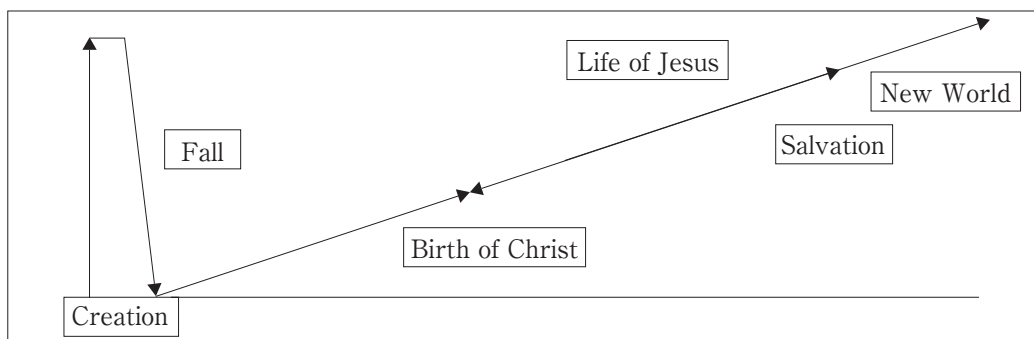 Life of Jesus
New World
Fall
Salvation
Birth of Christ
Creation